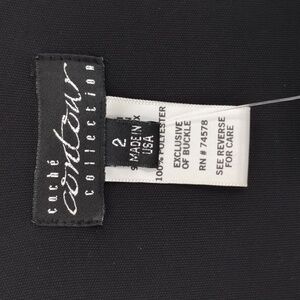 caché
contour
collection
2
MADE IN
USA
100% POLYESTER
EXCLUSIVE
OF BUCKLE
RN # 74578
SEE REVERSE
FOR CARE